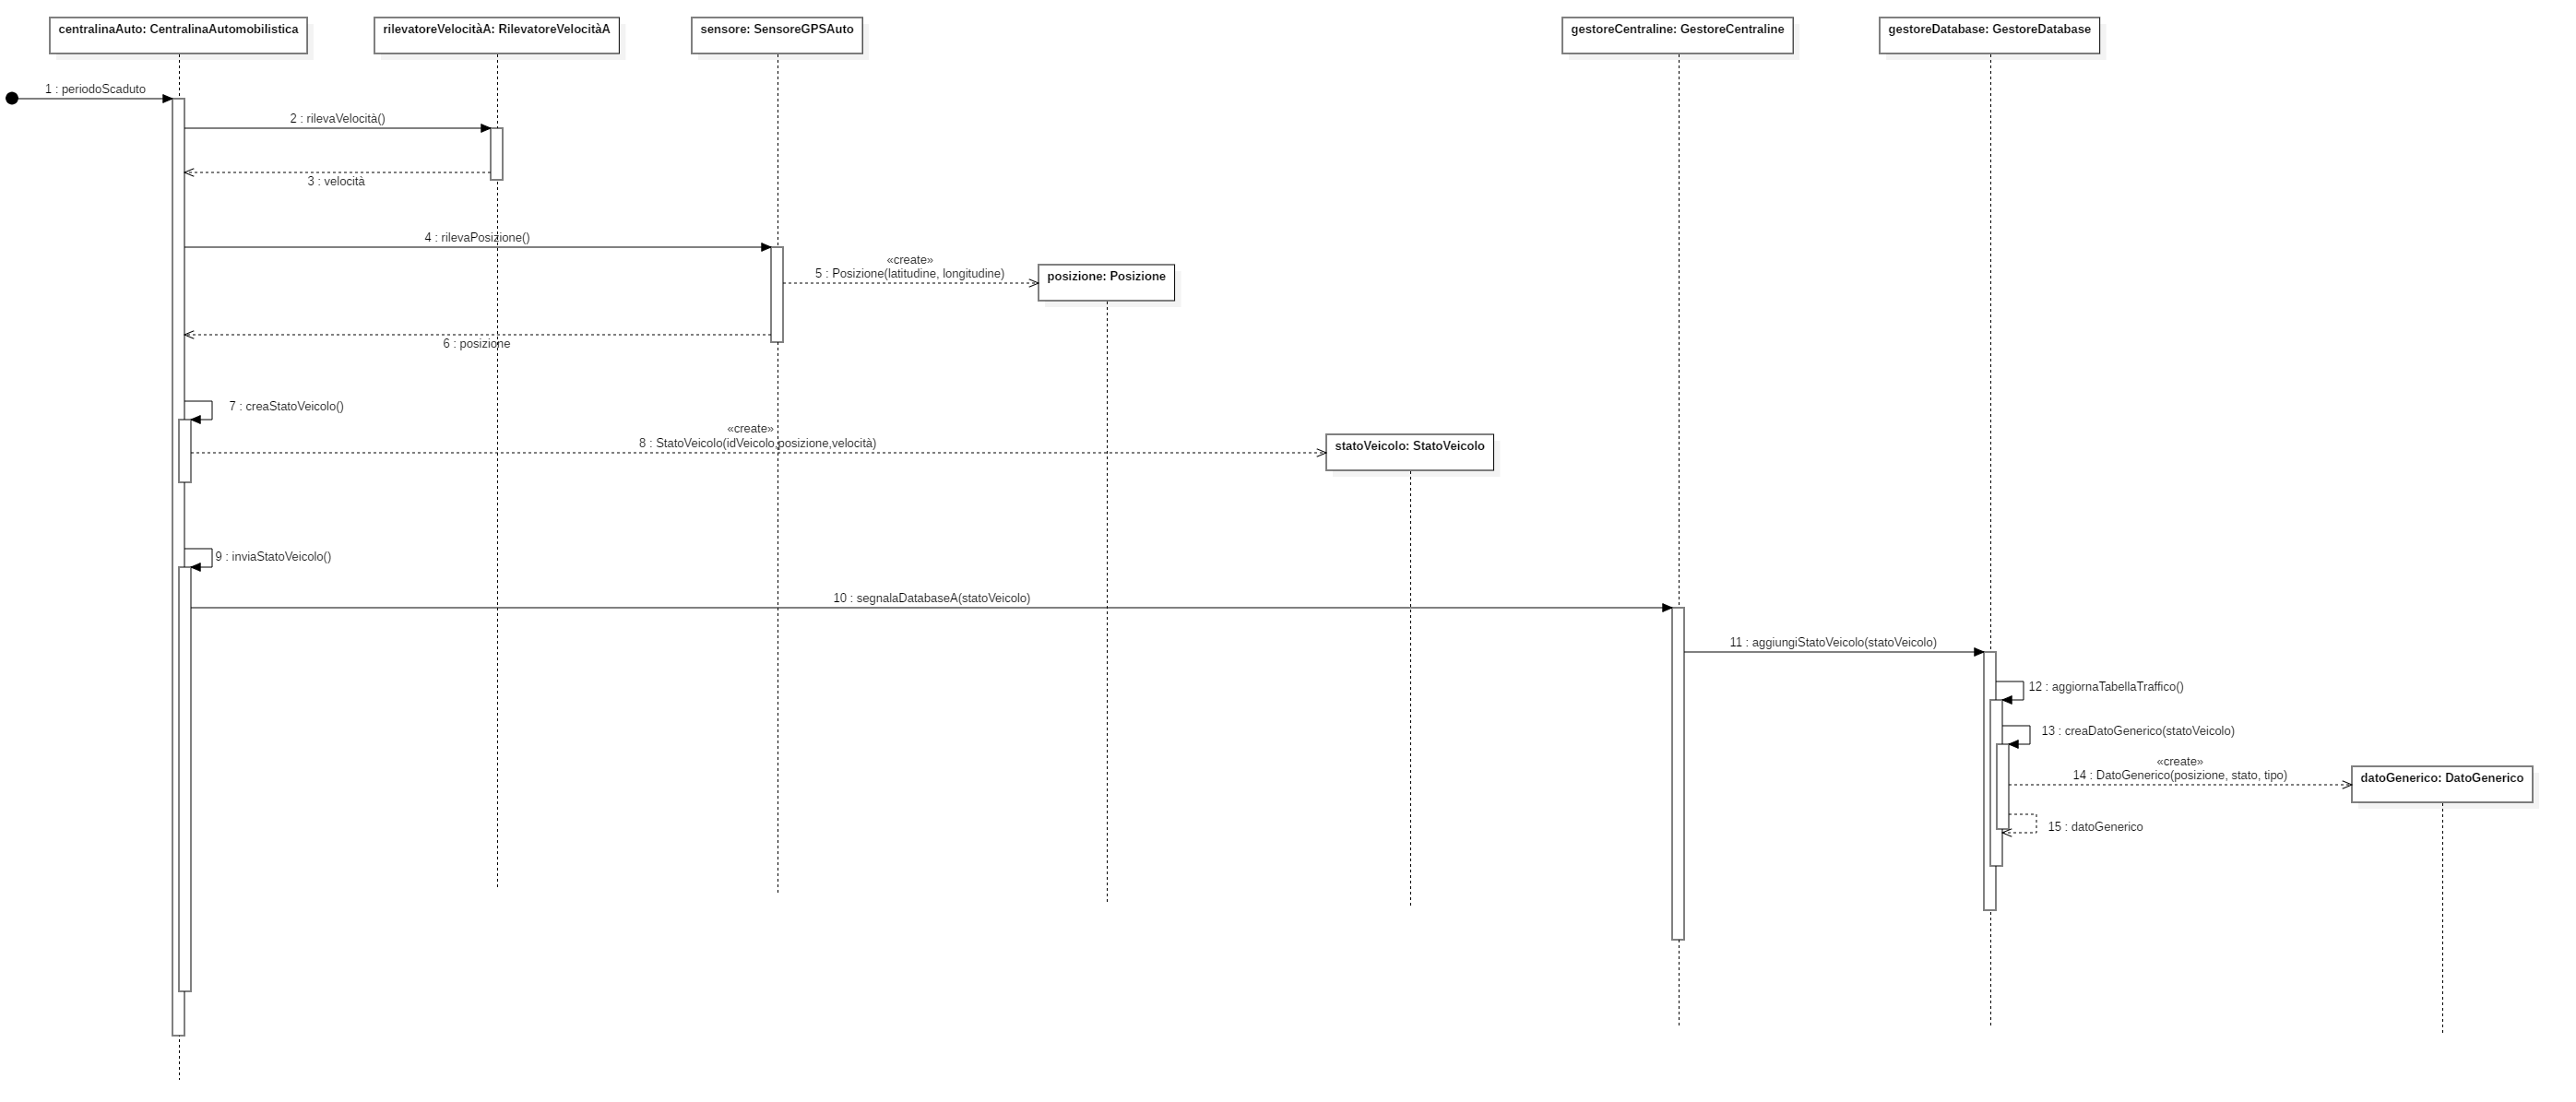 centralinaAuto: CentralinaAutomobilistica
rilevatoreVelocitàA: RilevatoreVelocitàA
sensore: SensoreGPSAuto
gestoreCentraline: GestoreCentraline
gestoreDatabase: GestoreDatabase
1 : periodoScaduto
2 : rilevaVelocità()
3 : velocità
4 : rilevaPosizione()
«create»
5 : Posizione(latitudine, longitudine)
posizione: Posizione
6 : posizione
7 : creaStatoVeicolo()
«create»
8 : StatoVeicolo(idVeicolo,posizione,velocità)
statoVeicolo: StatoVeicolo
9 : inviaStatoVeicolo()
10 : segnalaDatabaseA(statoVeicolo)
11 : aggiungiStatoVeicolo(statoVeicolo)
12 : aggiornaTabellaTraffico()
13 : creaDatoGenerico(statoVeicolo)
«create»
14 : DatoGenerico(posizione, stato, tipo)
datoGenerico: DatoGenerico
15 : datoGenerico